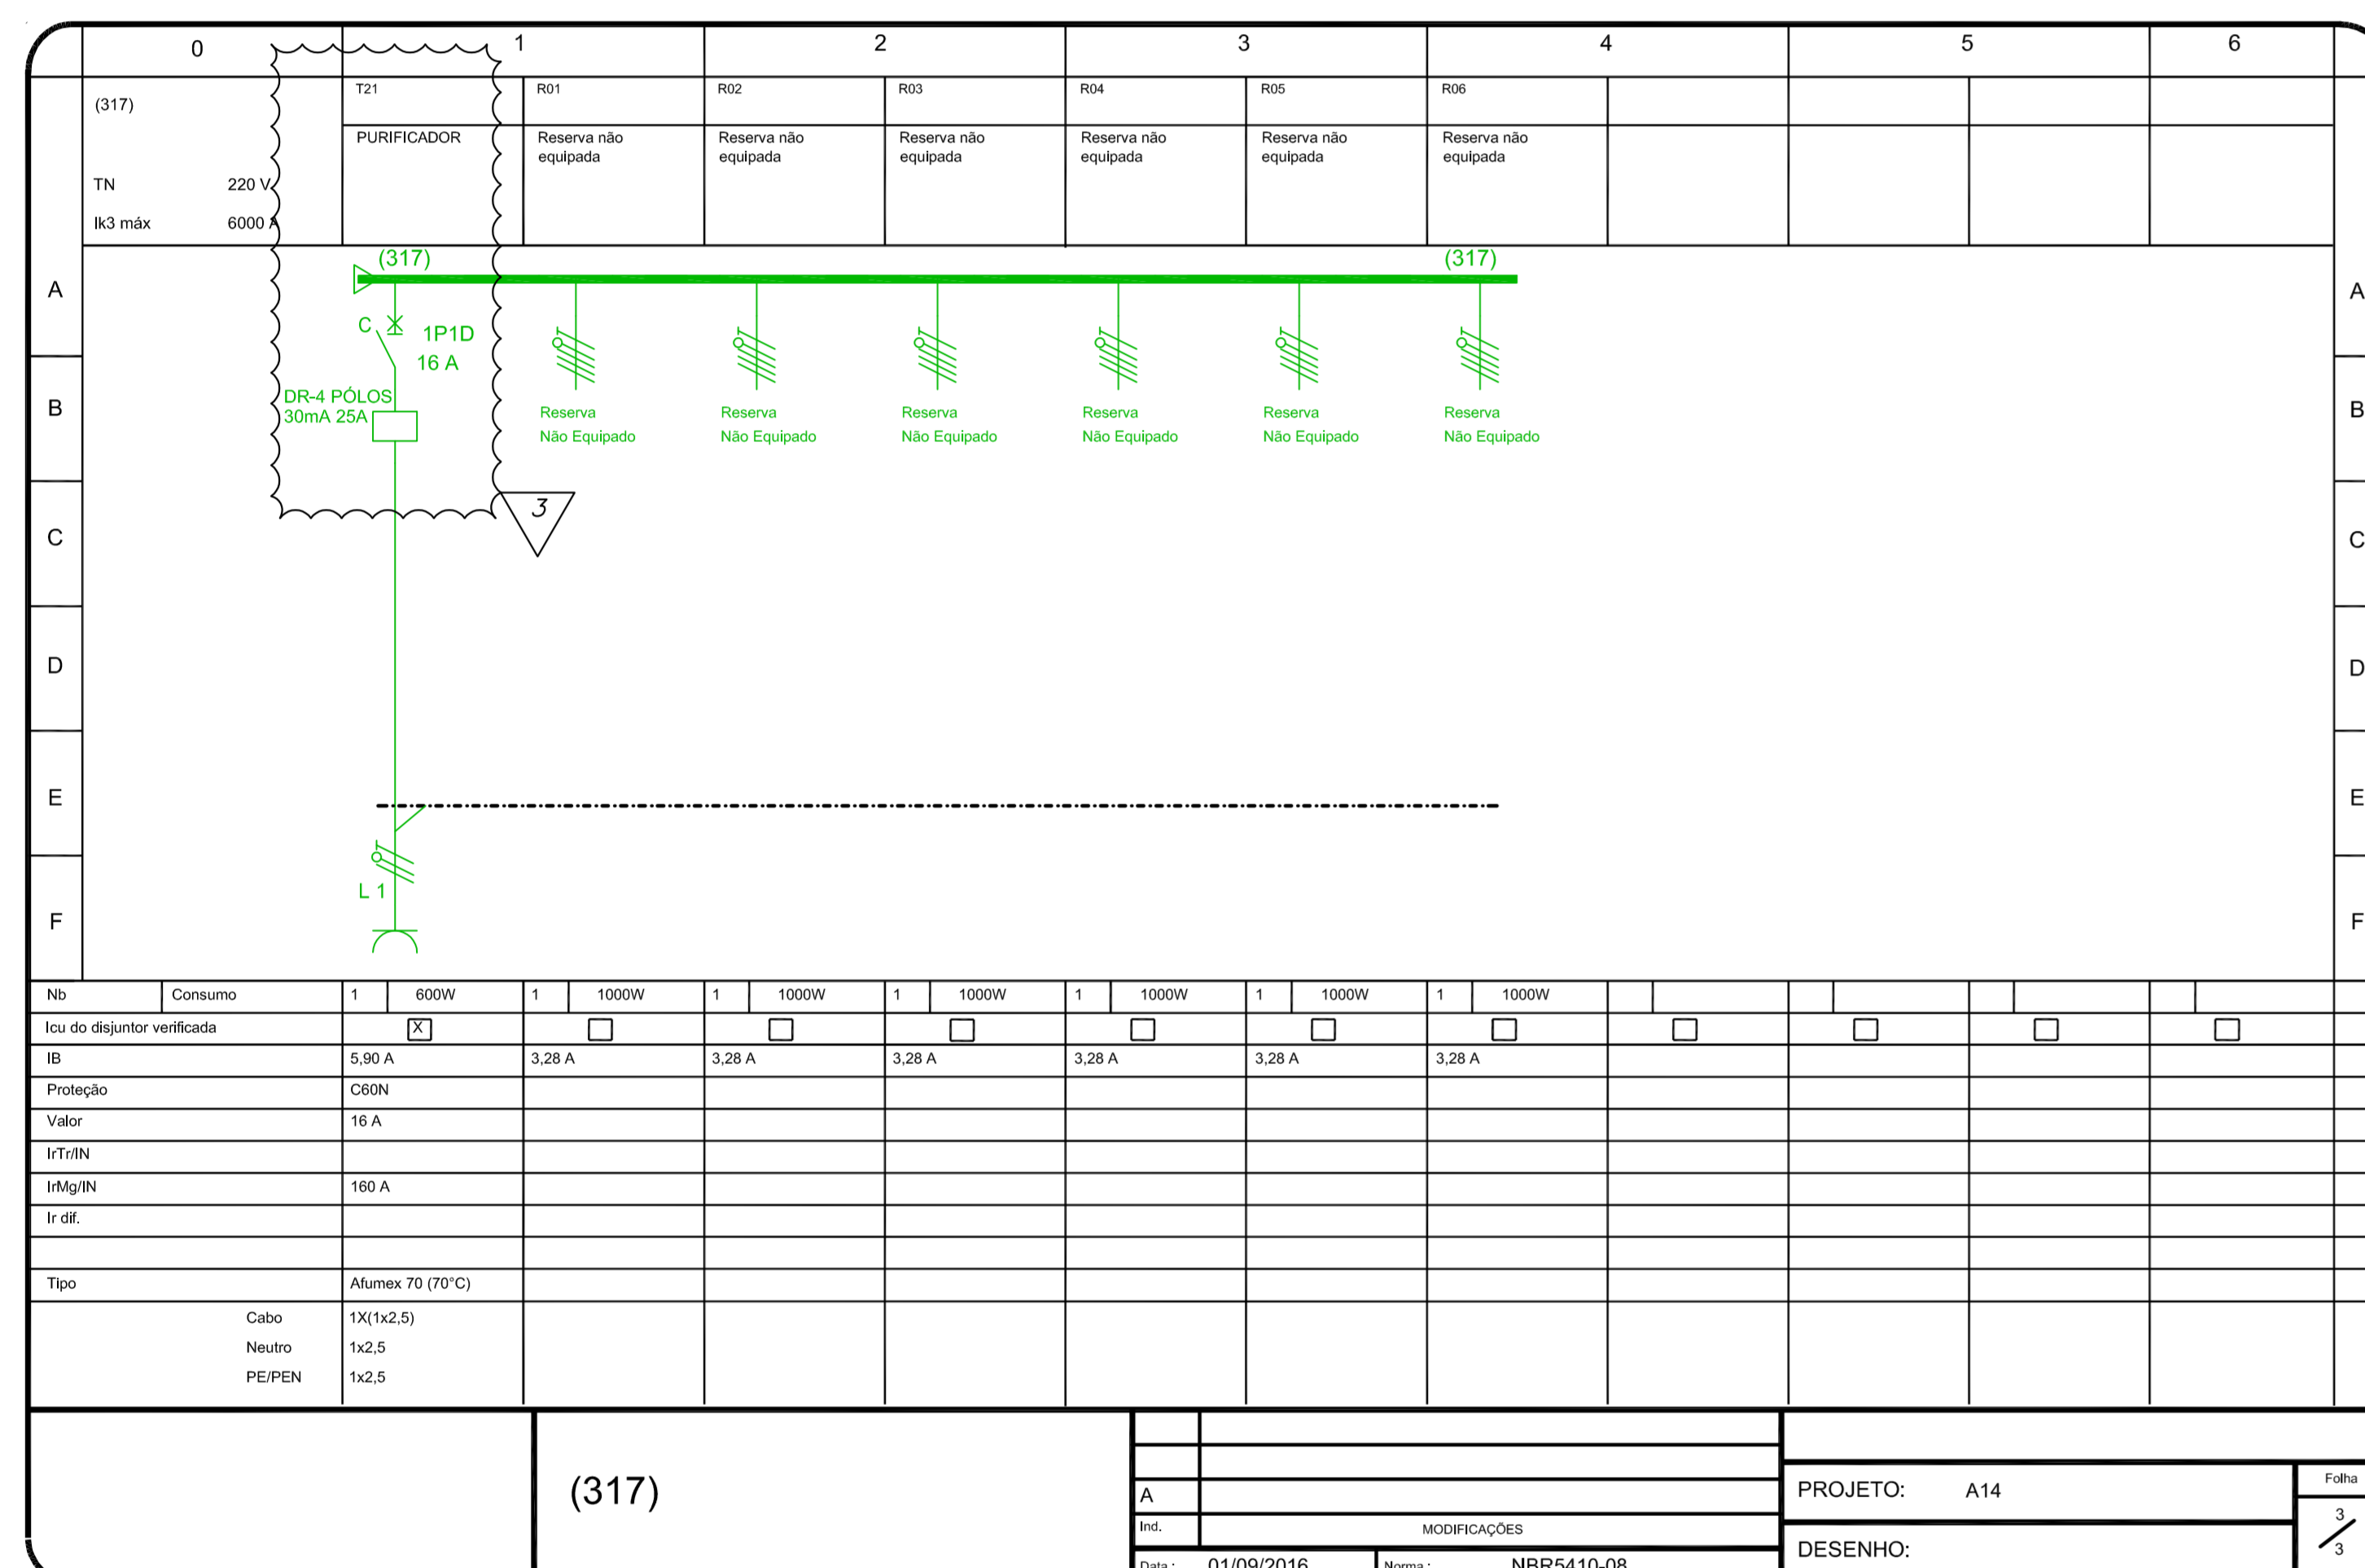 0 1 2 3 4 5 6
(317)
TN 220 V
Ik3 máx 6000 A
T21 R01 R02 R03 R04 R05 R06
PURIFICADOR
Reserva não
equipada
Reserva não
equipada
Reserva não
equipada
Reserva não
equipada
Reserva não
equipada
Reserva não
equipada
(317) (317)
A A
C 1P1D
16 A
DR-4 PÓLOS
30mA 25A
B B
Reserva
Não Equipado
Reserva
Não Equipado
Reserva
Não Equipado
Reserva
Não Equipado
Reserva
Não Equipado
Reserva
Não Equipado
3
C C
D D
E E
L 1
F F
Nb Consumo 1 600W 1 1000W 1 1000W 1 1000W 1 1000W 1 1000W 1 1000W
Icu do disjuntor verificada X
IB 5,90 A 3,28 A 3,28 A 3,28 A 3,28 A 3,28 A 3,28 A
Proteção C60N
Valor 16 A
IrTr/IN
IrMg/IN 160 A
Ir dif.
Tipo Afumex 70 (70°C)
Cabo 1X(1x2,5)
Neutro 1x2,5
PE/PEN 1x2,5
(317)
A
Ind. MODIFICAÇÕES
Data : 01/09/2016 Norma : NBR5410-08
PROJETO: A14
DESENHO:
Folha
3
3